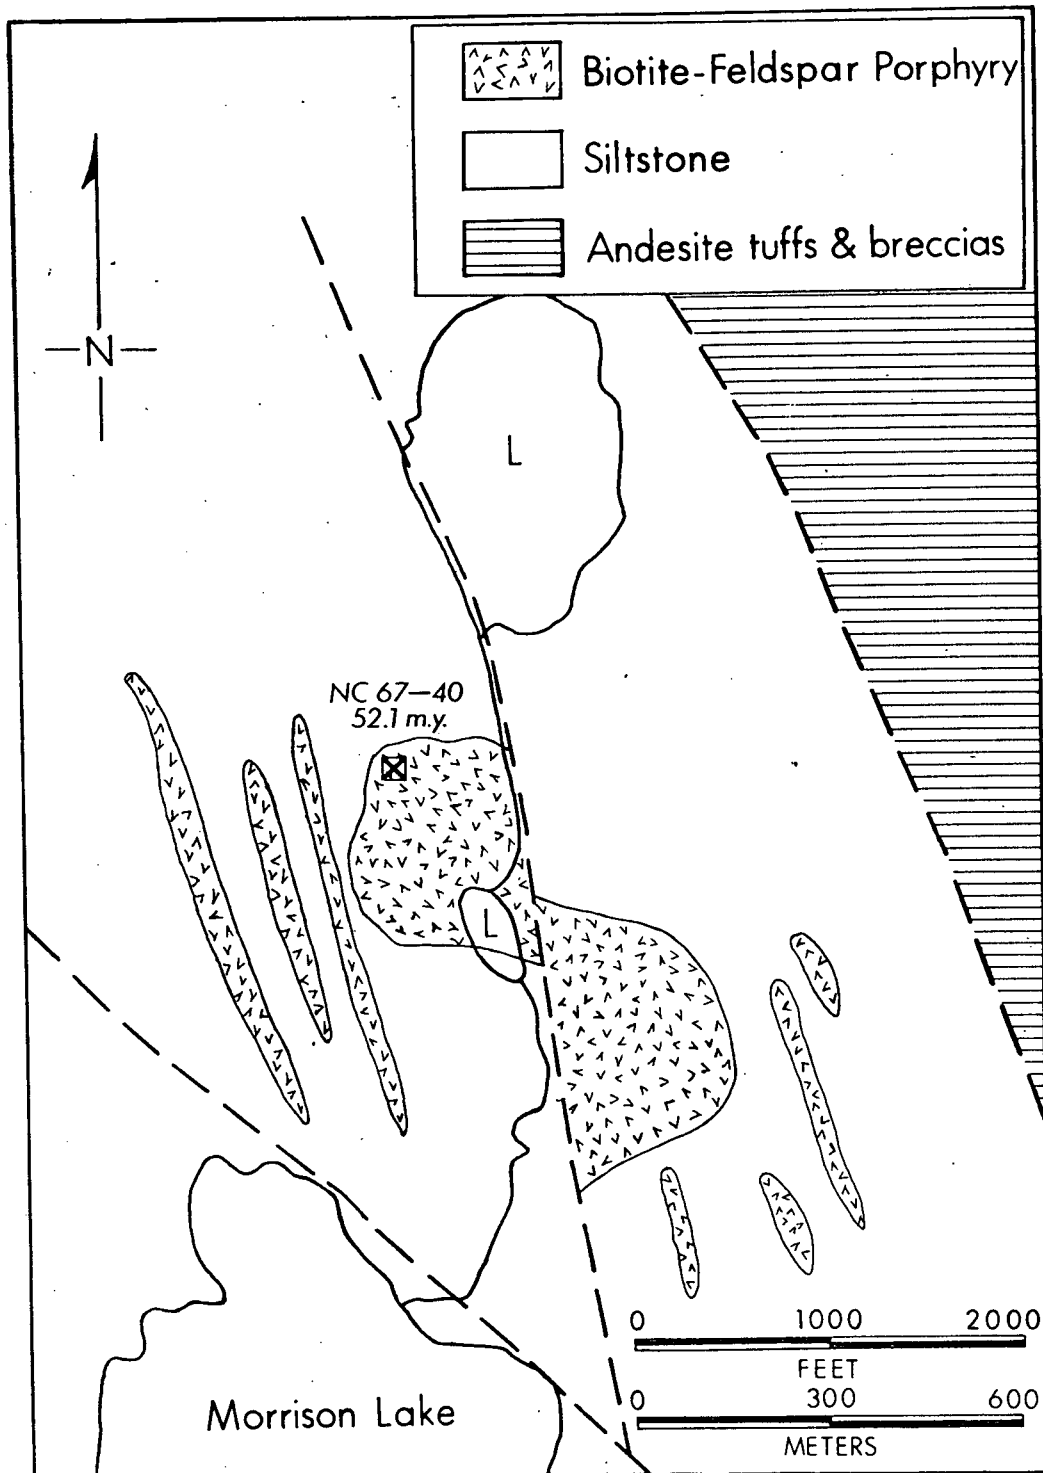 Biotite-Feldspar Porphyry
Siltstone
Andesite tuffs & breccias
N
L
NC 67-40
52.1 m.y.
L
0 1000 2000
FEET
0 300 600
METERS
Morrison Lake